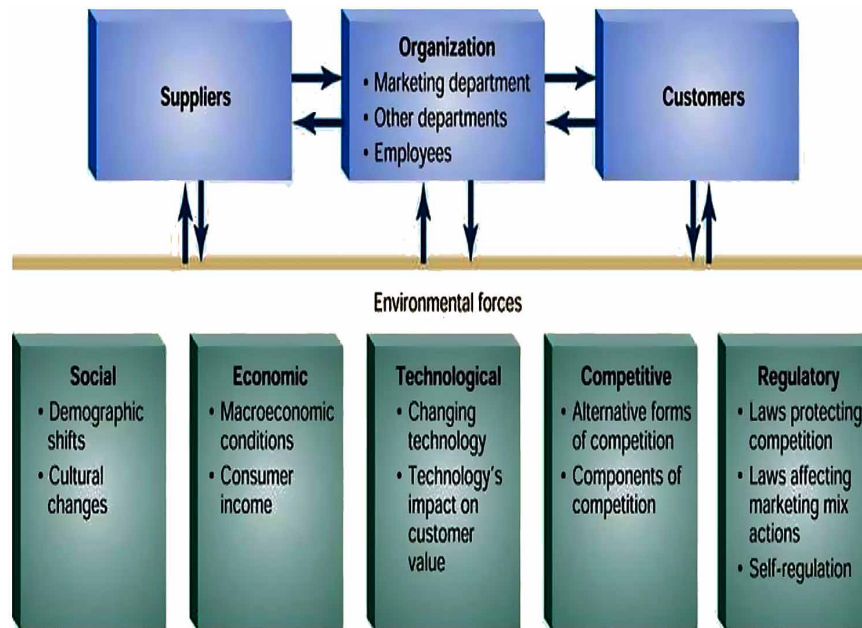 Suppliers
Organization
• Marketing department
• Other departments
• Employees
Customers
Environmental forces
Social
• Demographic
shifts
• Cultural
changes
Economic
• Macroeconomic
conditions
• Consumer
income
Technological
• Changing
technology
• Technology's
impact on
customer
value
Competitive
• Alternative forms
of competition
• Components of
competition
Regulatory
• Laws protecting
competition
• Laws affecting
marketing mix
actions
• Self-regulation